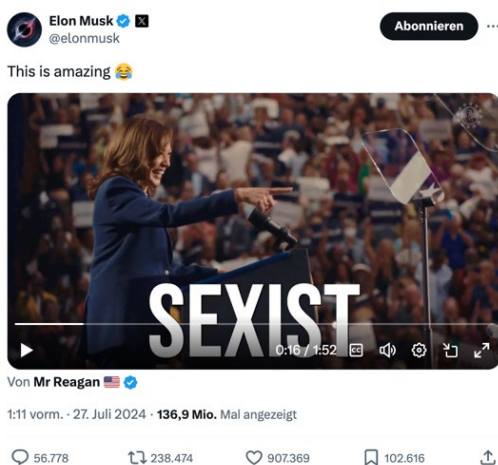 Elon Musk
@elonmusk
Abonnieren
This is amazing 😂
SEXIST
0:16 / 1:52
CC
Von Mr Reagan 🇺🇸
1:11 vorm. · 27. Juli 2024 · 136,9 Mio. Mal angezeigt
56.778
238.474
907.369
102.616